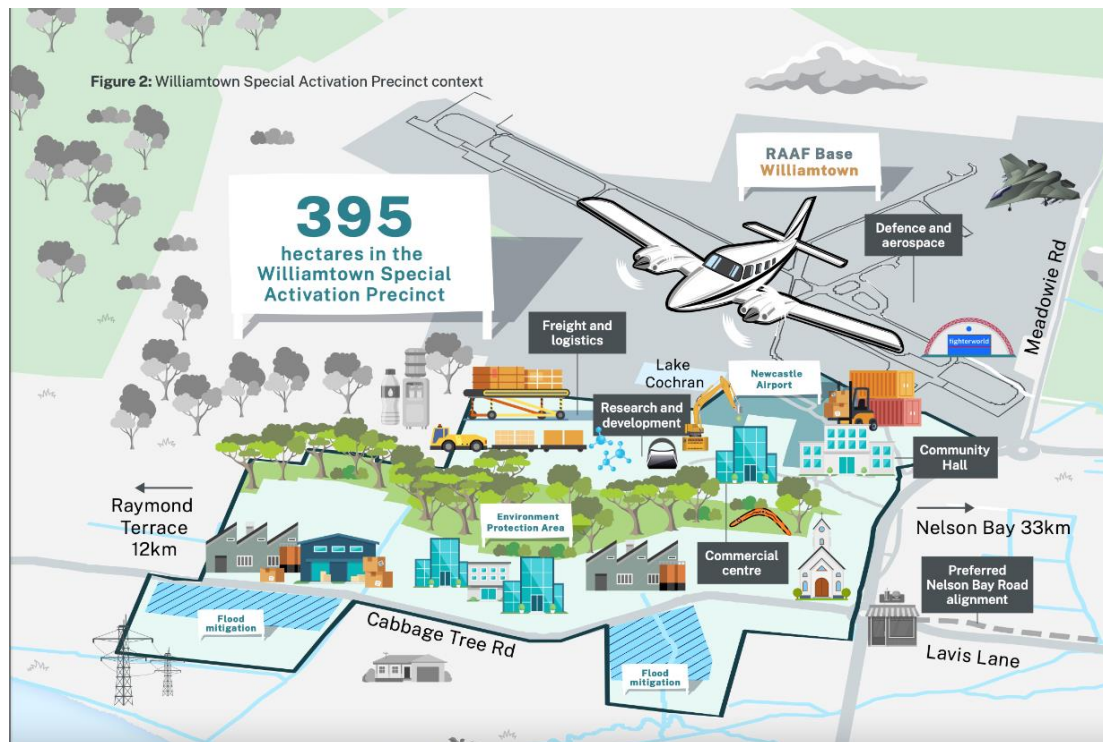 Figure 2: Williamtown Special Activation Precinct context
RAAF Base
Williamtown
395
hectares in the
Williamtown Special
Activation Precinct
Defence and
aerospace
Meadowie Rd
fighterworld
Freight and
logistics
Lake
Cochran
Newcastle
Airport
Research and
development
Community
Hall
Raymond
Terrace
12km
Environment
Protection Area
Nelson Bay 33km
Commercial
centre
Preferred
Nelson Bay Road
alignment
Flood
mitigation
Cabbage Tree Rd
Lavis Lane
Flood
mitigation